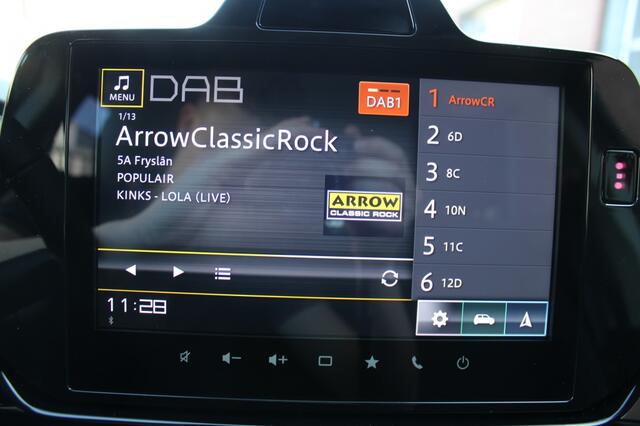 MENU
DAB
DAB1
1/13
ArrowClassicRock
5A Fryslân
POPULAIR
KINKS - LOLA (LIVE)
ARROW
CLASSIC ROCK
11:28
1 ArrowCR
2 6D
3 8C
4 10N
5 11C
6 12D